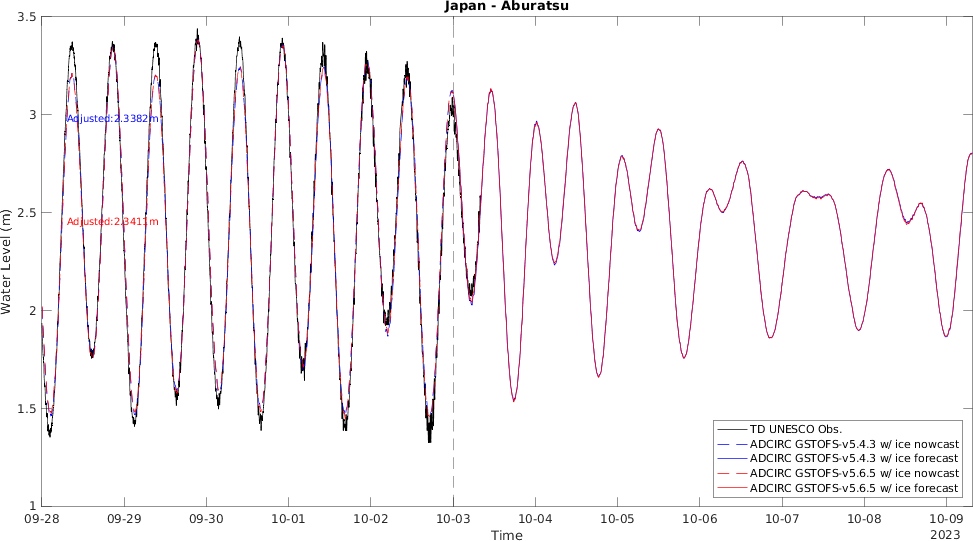 Japan - Aburatsu
3.5
3
2.5
2
1.5
1
Water Level (m)
Adjusted:2.3382m
Adjusted:2.3411m
TD UNESCO Obs.
ADCIRC GSTOFS-v5.4.3 w/ ice nowcast
ADCIRC GSTOFS-v5.4.3 w/ ice forecast
ADCIRC GSTOFS-v5.6.5 w/ ice nowcast
ADCIRC GSTOFS-v5.6.5 w/ ice forecast
09-28 09-29 09-30 10-01 10-02 10-03 10-04 10-05 10-06 10-07 10-08 10-09
2023
Time